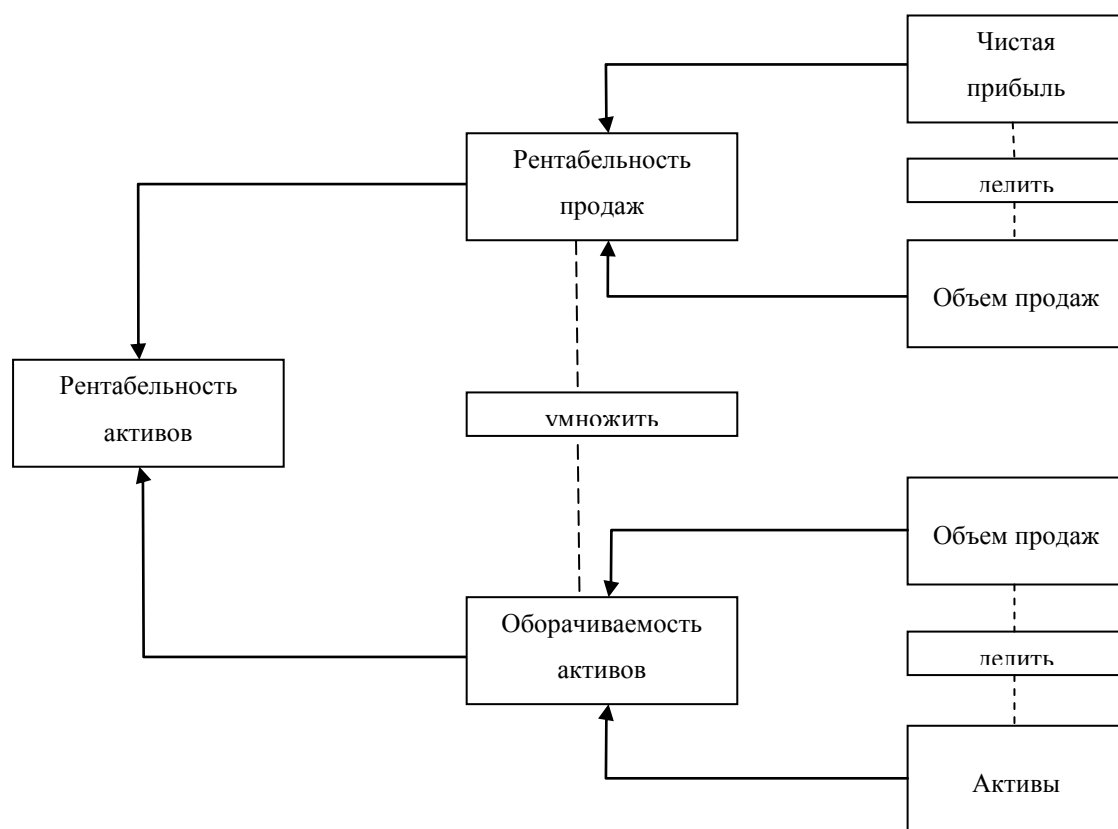 Чистая
прибыль
Рентабельность
продаж
делить
Объем продаж
Рентабельность
активов
умножить
Объем продаж
Оборачиваемость
активов
делить
Активы